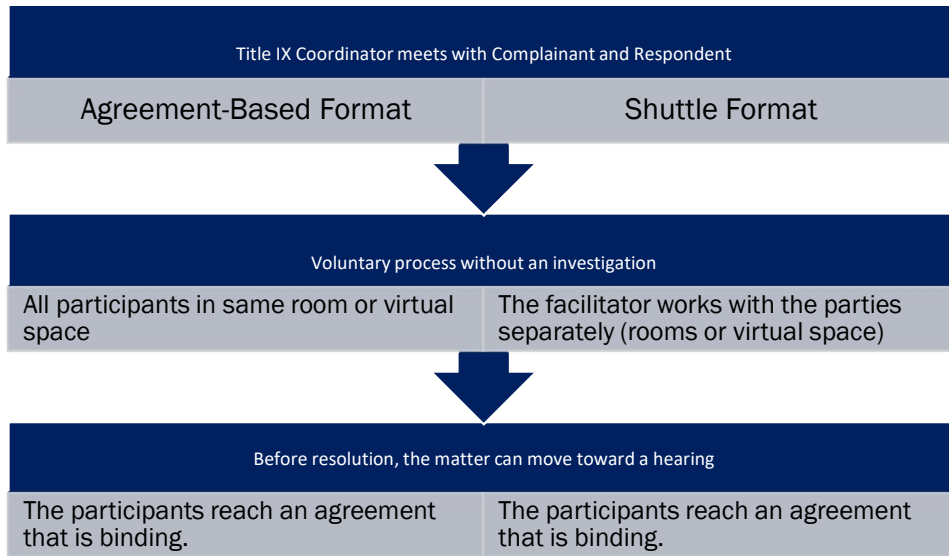 Title IX Coordinator meets with Complainant and Respondent
Agreement-Based Format
Shuttle Format
Voluntary process without an investigation
All participants in same room or virtual
space
The facilitator works with the parties
separately (rooms or virtual space)
Before resolution, the matter can move toward a hearing
The participants reach an agreement
that is binding.
The participants reach an agreement
that is binding.